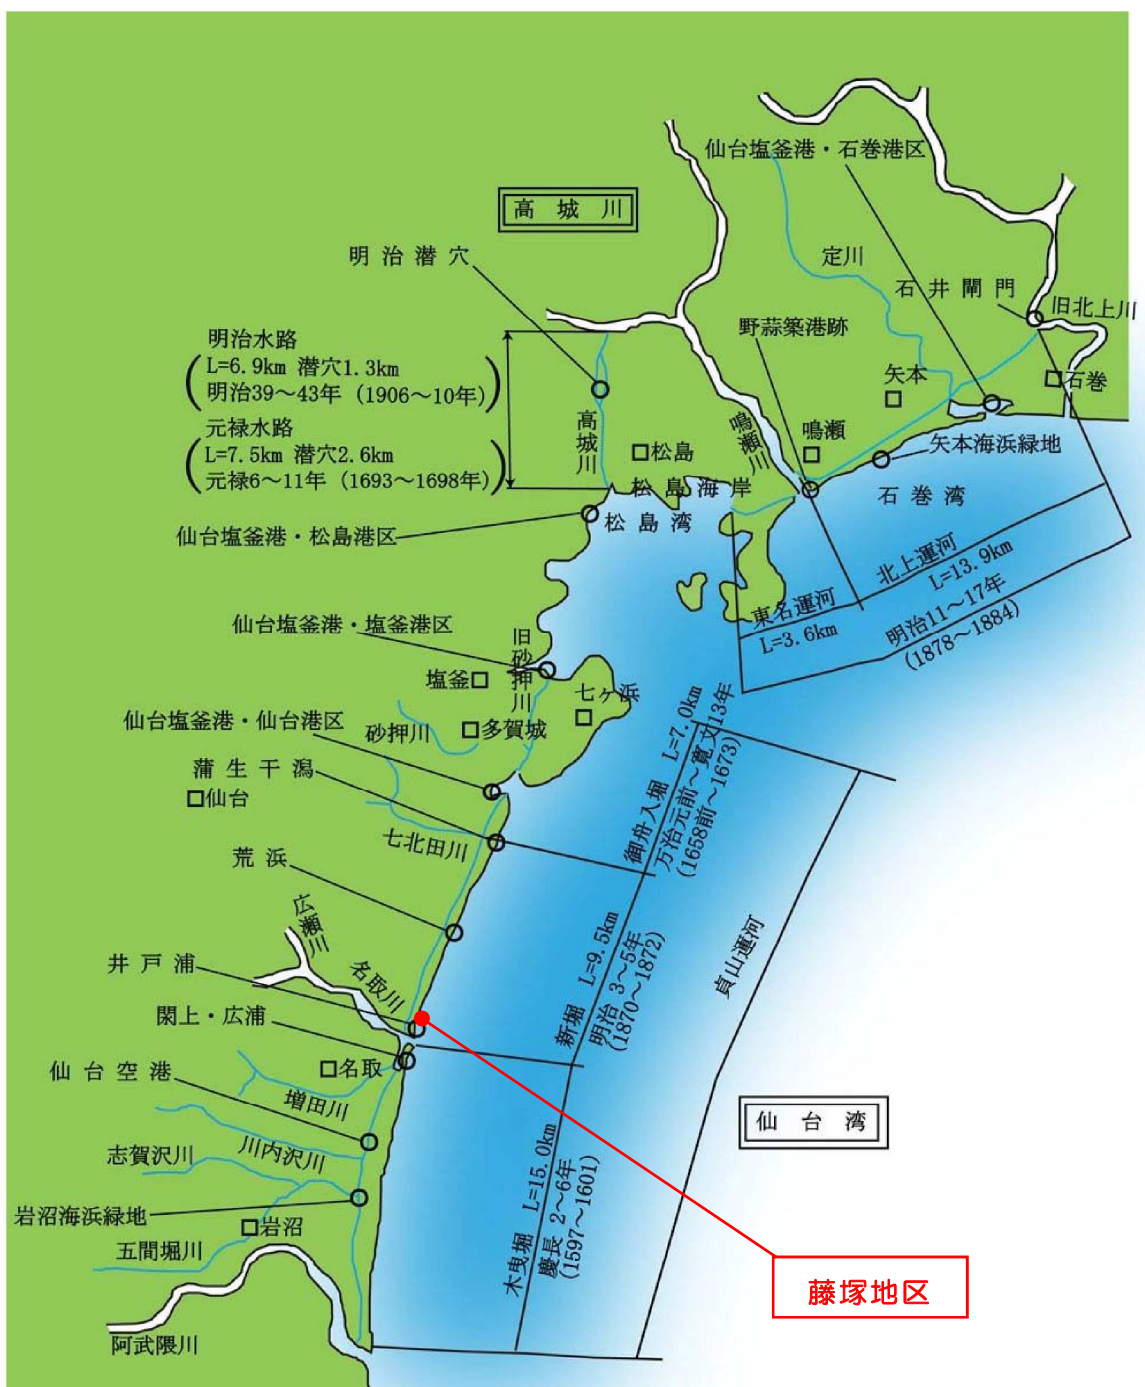 仙台塩釜港・石巻港区
高城川
明治潜穴
定川
石井閘門
旧北上川
野蒜築港跡
明治水路
L=6.9km 潜穴1.3km
明治39～43年 (1906～10年)
元禄水路
L=7.5km 潜穴2.6km
元禄6～11年 (1693～1698年)
高城川
矢本
石巻
鳴瀬川
鳴瀬
松島
矢本海浜緑地
松島海岸
石巻湾
松島湾
仙台塩釜港・松島港区
北上運河
L=13.9km
東名運河
L=3.6km
明治11～17年
(1878～1884)
仙台塩釜港・塩釜港区
旧砂押川
塩釜
七ヶ浜
仙台塩釜港・仙台港区
砂押川
多賀城
蒲生干潟
仙台
七北田川
御舟入堀 L=7.0km
万治元前～寛文13年
(1658前～1673)
荒浜
広瀬川
井戸浦
名取川
新堀 L=9.5km
明治 3～5年
(1870～1872)
貞山運河
閖上・広浦
名取
仙台空港
増田川
仙台湾
川内沢川
志賀沢川
木曳堀 L=15.0km
慶長 2～6年
(1597～1601)
岩沼海浜緑地
岩沼
五間堀川
藤塚地区
阿武隈川